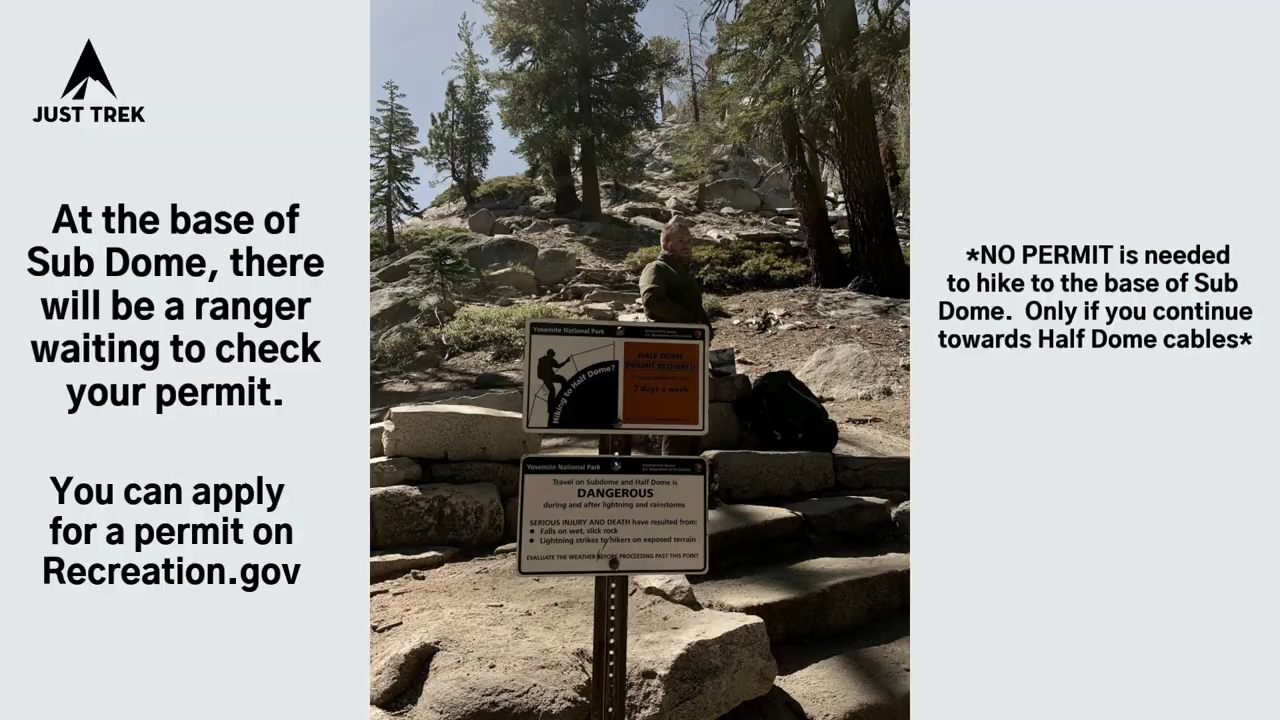 JUST TREK
At the base of
Sub Dome, there
will be a ranger
waiting to check
your permit.
You can apply
for a permit on
Recreation.gov
Yosemite National Park
Hiking to Half Dome?
HALF DOME
PERMIT REQUIRED
7 days a week
Yosemite National Park
Travel on Subdome and Half Dome is
DANGEROUS
during and after lightning and rainstorms
SERIOUS INJURY AND DEATH have resulted from:
● Falls on wet, slick rock
● Lightning strikes to hikers on exposed terrain
EVALUATE THE WEATHER BEFORE PROCEEDING PAST THIS POINT
*NO PERMIT is needed
to hike to the base of Sub
Dome. Only if you continue
towards Half Dome cables*